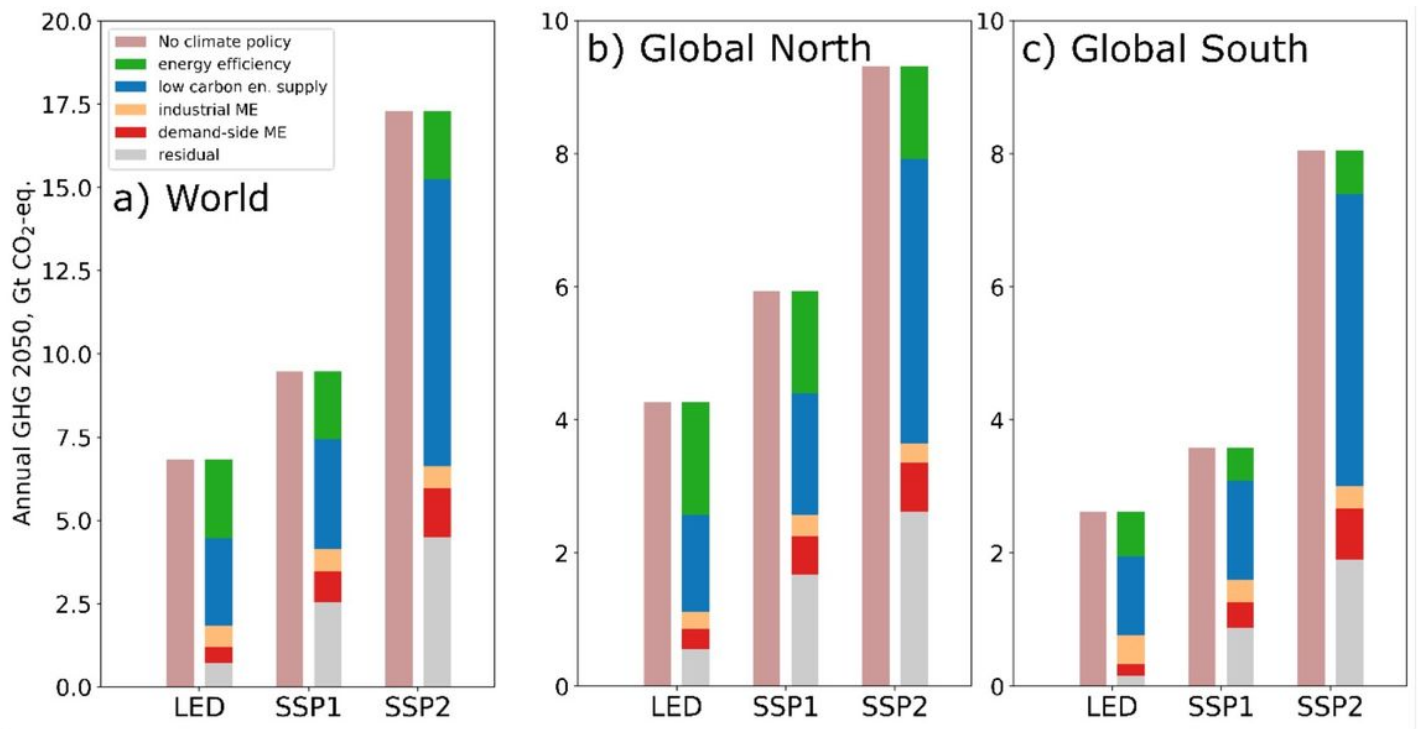 Annual GHG 2050, Gt CO₂-eq.
20.0
17.5
15.0
12.5
10.0
7.5
5.0
2.5
0.0
No climate policy
energy efficiency
low carbon en. supply
industrial ME
demand-side ME
residual
a) World
LED SSP1 SSP2
10
8
6
4
2
0
b) Global North
LED SSP1 SSP2
10
8
6
4
2
0
c) Global South
LED SSP1 SSP2